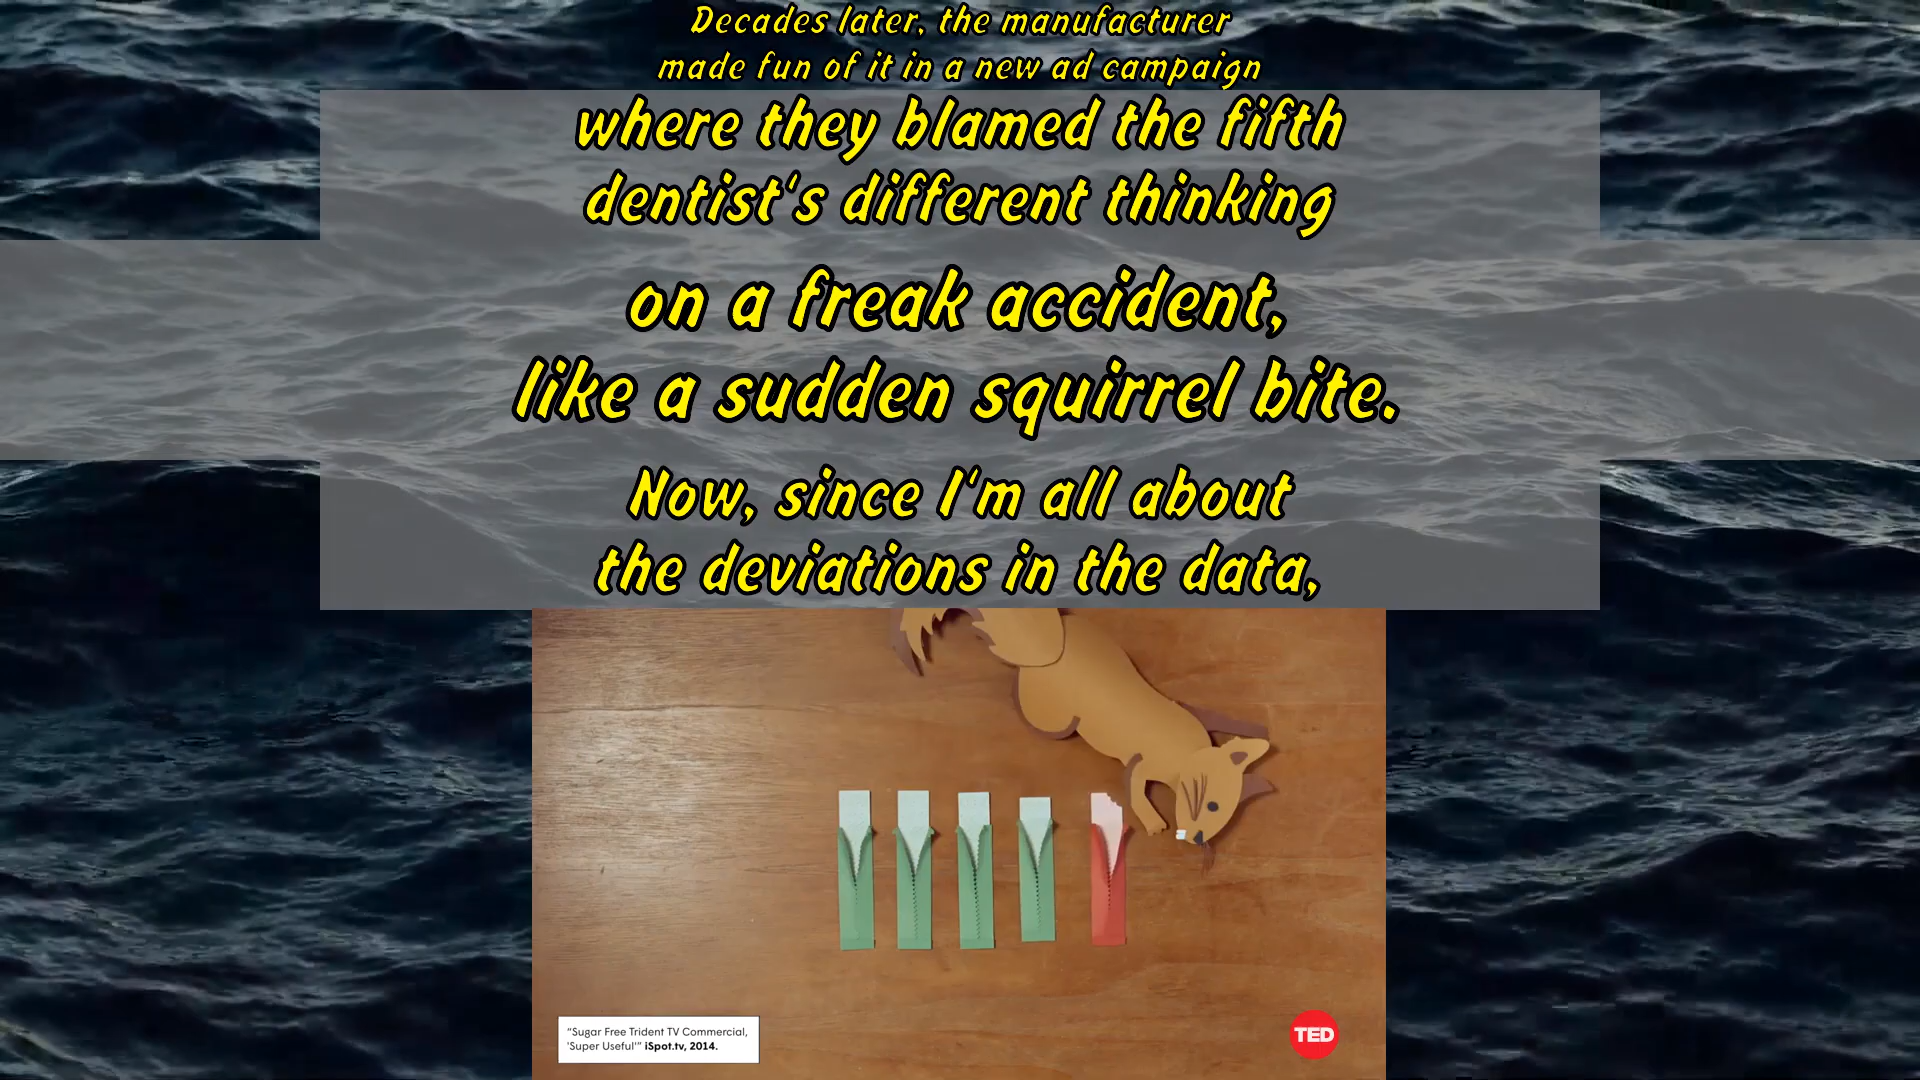 Decades later, the manufacturer
made fun of it in a new ad campaign
where they blamed the fifth
dentist's different thinking
on a freak accident,
like a sudden squirrel bite.
Now, since I'm all about
the deviations in the data,
"Sugar Free Trident TV Commercial,
'Super Useful'" iSpot.tv, 2014.
TED